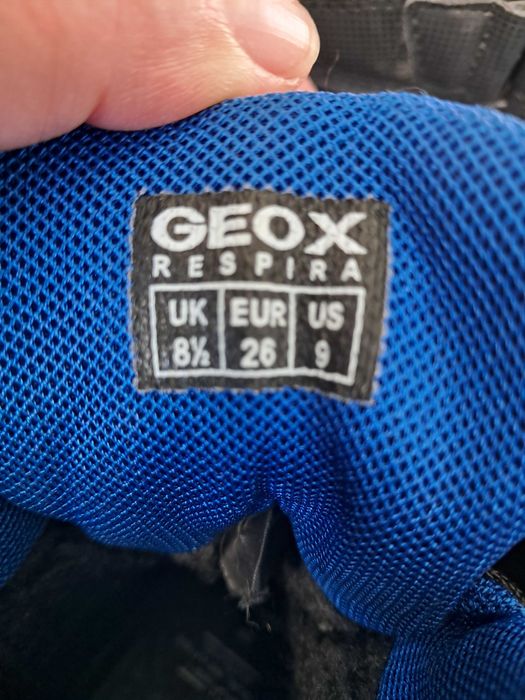 GEOX
RESPIRA
UK EUR US
8½ 26 9